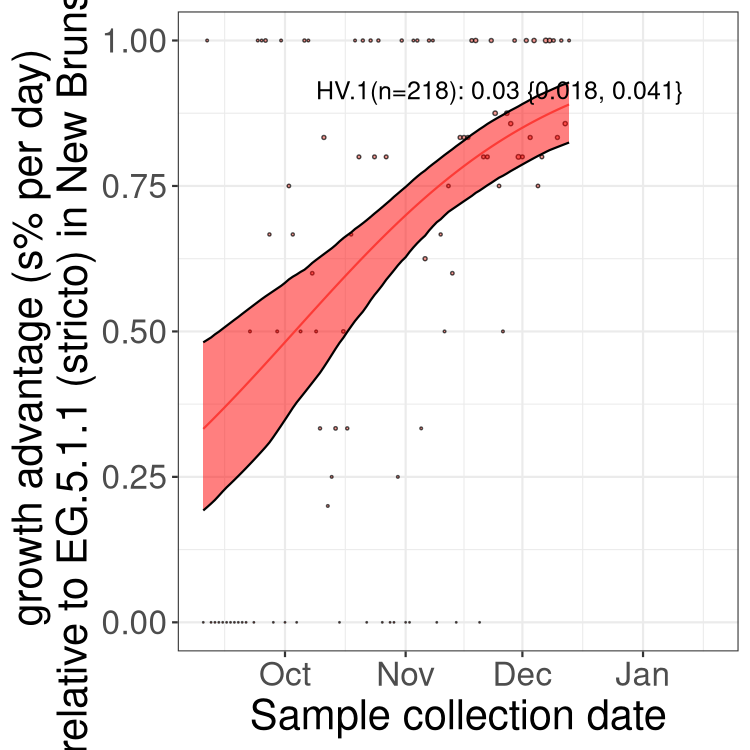 growth advantage (s% per day)
relative to EG.5.1.1 (stricto) in New Bruns
1.00
0.75
0.50
0.25
0.00
HV.1(n=218): 0.03 {0.018, 0.041}
Oct Nov Dec Jan
Sample collection date